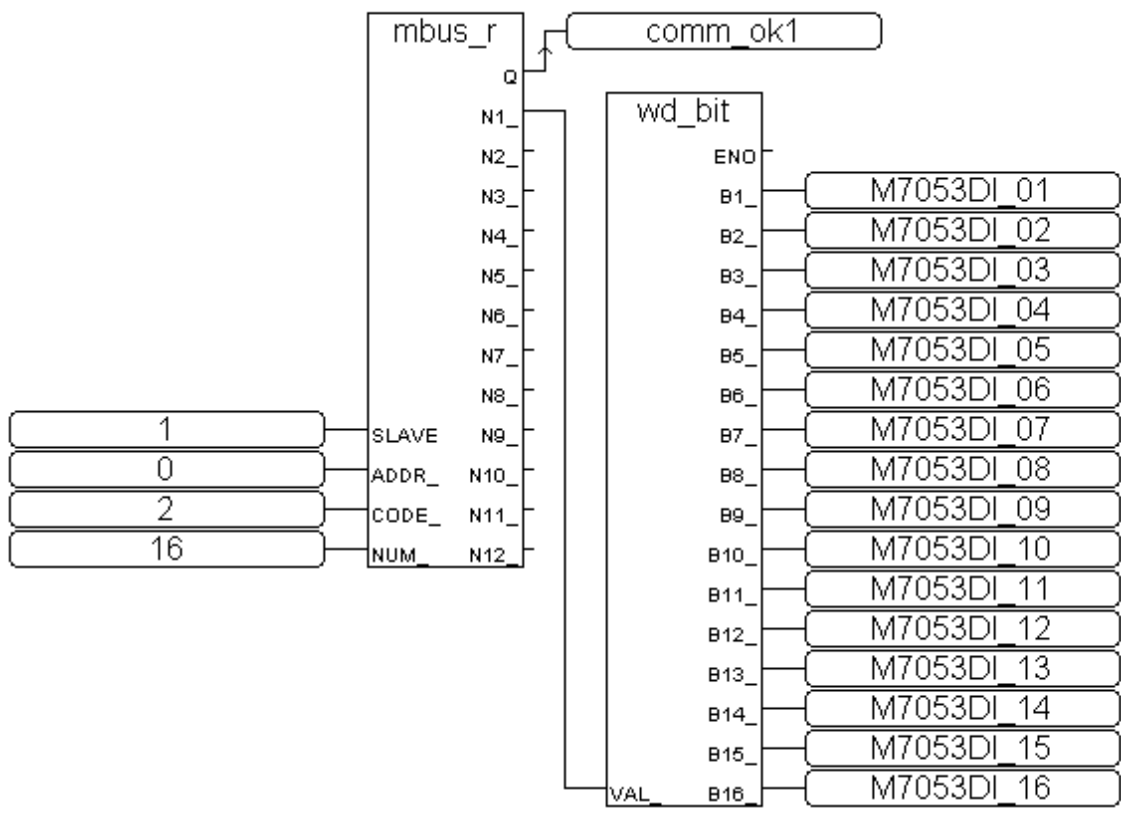 mbus_r
comm_ok1
Q
N1_
wd_bit
N2_
ENO
N3_
B1_
M7053DI_01
N4_
B2_
M7053DI_02
N5_
B3_
M7053DI_03
N6_
B4_
M7053DI_04
N7_
B5_
M7053DI_05
N8_
B6_
M7053DI_06
1
SLAVE
N9_
B7_
M7053DI_07
0
ADDR_
N10_
B8_
M7053DI_08
2
CODE_
N11_
B9_
M7053DI_09
16
NUM_
N12_
B10_
M7053DI_10
B11_
M7053DI_11
B12_
M7053DI_12
B13_
M7053DI_13
B14_
M7053DI_14
B15_
M7053DI_15
VAL_
B16_
M7053DI_16